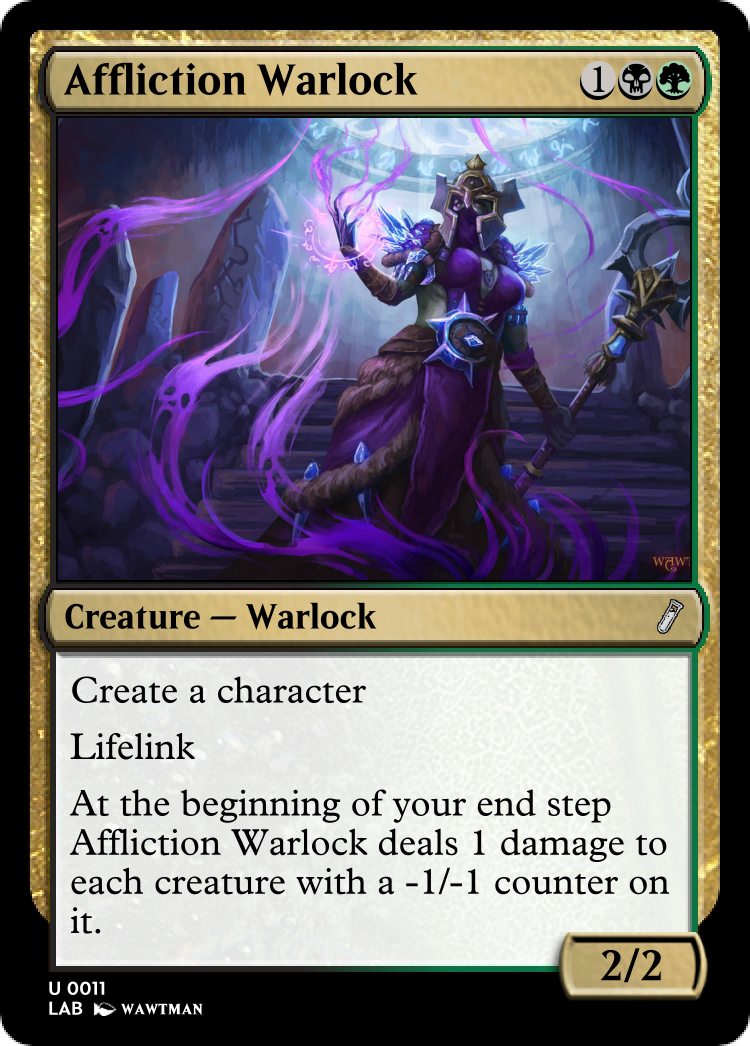 Affliction Warlock 1
WAWT
Creature — Warlock
Create a character
Lifelink
At the beginning of your end step
Affliction Warlock deals 1 damage to
each creature with a -1/-1 counter on
it.
2/2
U 0011
LAB WAWTMAN